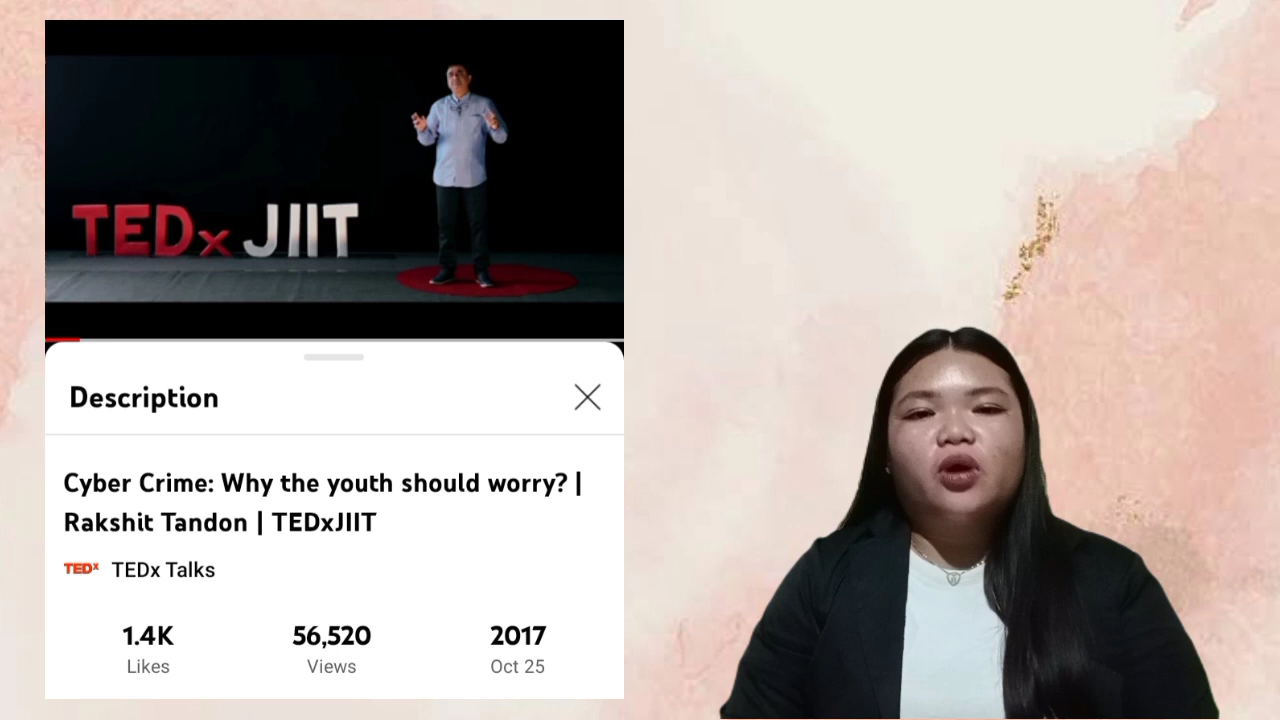 TEDx JIIT
Description
Cyber Crime: Why the youth should worry? |
Rakshit Tandon | TEDxJIIT
TEDx TEDx Talks
1.4K 56,520 2017
Likes Views Oct 25